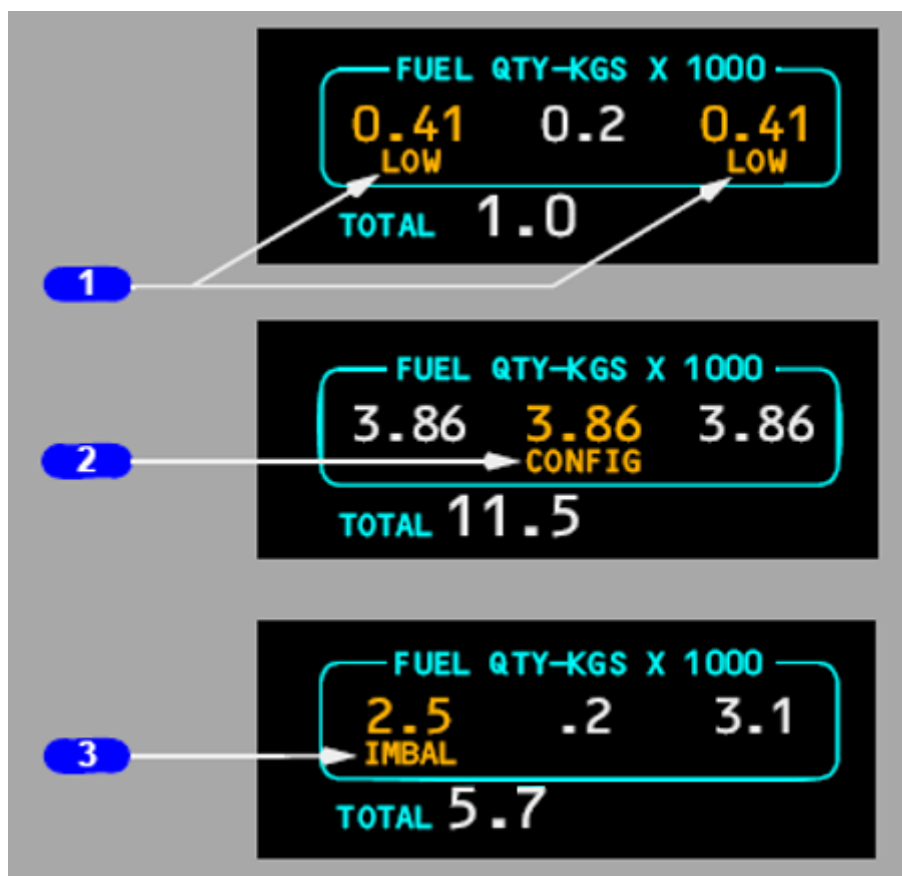 FUEL QTY-KGS X 1000
0.41 0.2 0.41
LOW LOW
TOTAL 1.0
1
FUEL QTY-KGS X 1000
3.86 3.86 3.86
CONFIG
2
TOTAL 11.5
FUEL QTY-KGS X 1000
2.5 .2 3.1
IMBAL
3
TOTAL 5.7